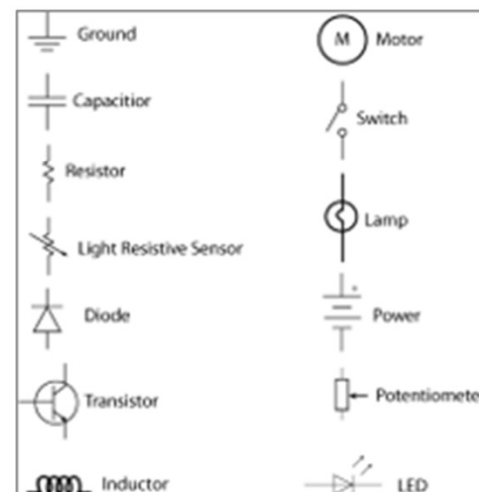 Ground
Capacitior
Resistor
Light Resistive Sensor
Diode
Transistor
Inductor
M Motor
Switch
Lamp
Power
Potentiomete
LED